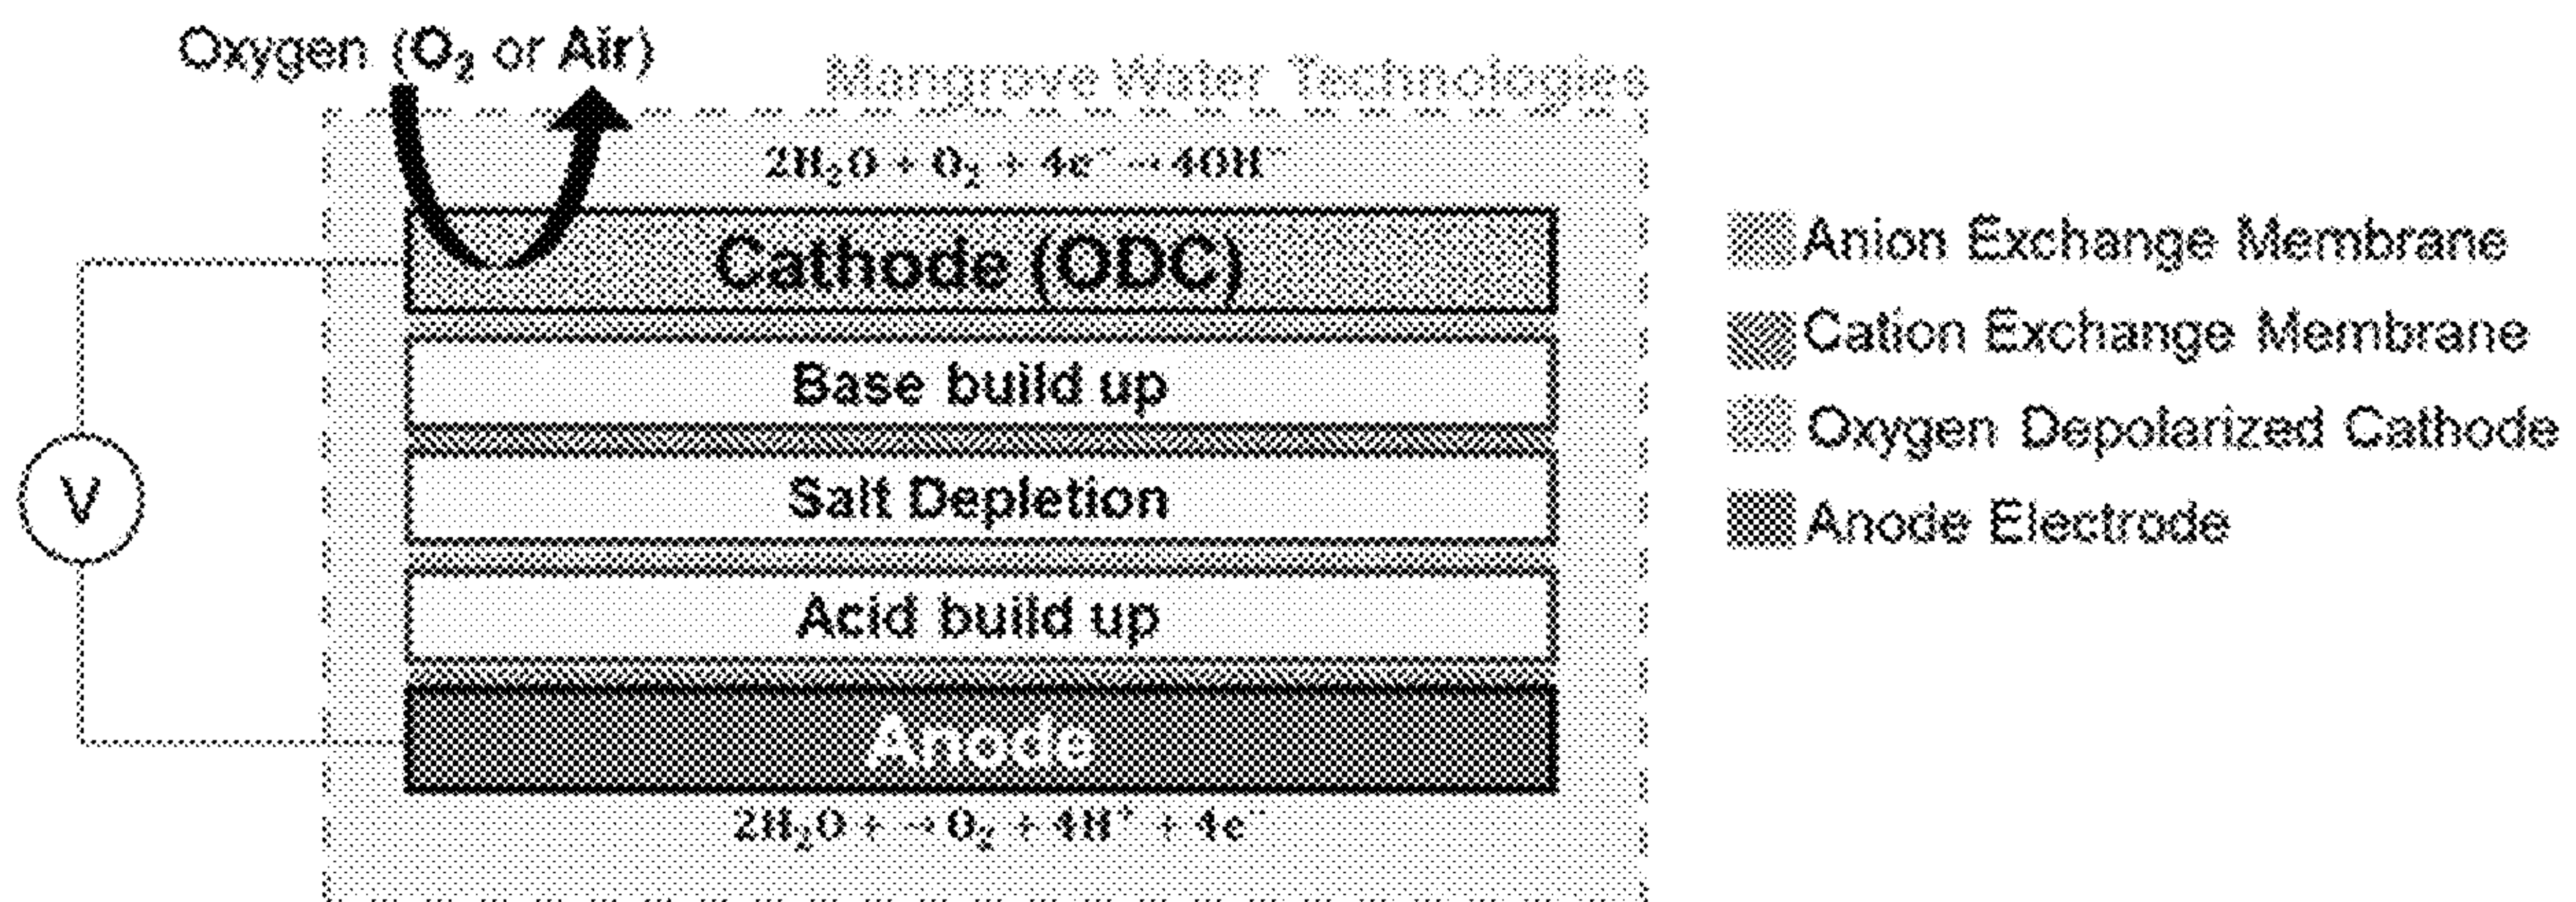 Oxygen (O₂ or Air)
Mangrove Water Technologies
2H₂O + O₂ + 4e⁻ → 4OH⁻
Cathode (ODC)
Base build up
Salt Depletion
Acid build up
Anode
2H₂O + → O₂ + 4H⁺ + 4e⁻
V
Anion Exchange Membrane
Cation Exchange Membrane
Oxygen Depolarized Cathode
Anode Electrode